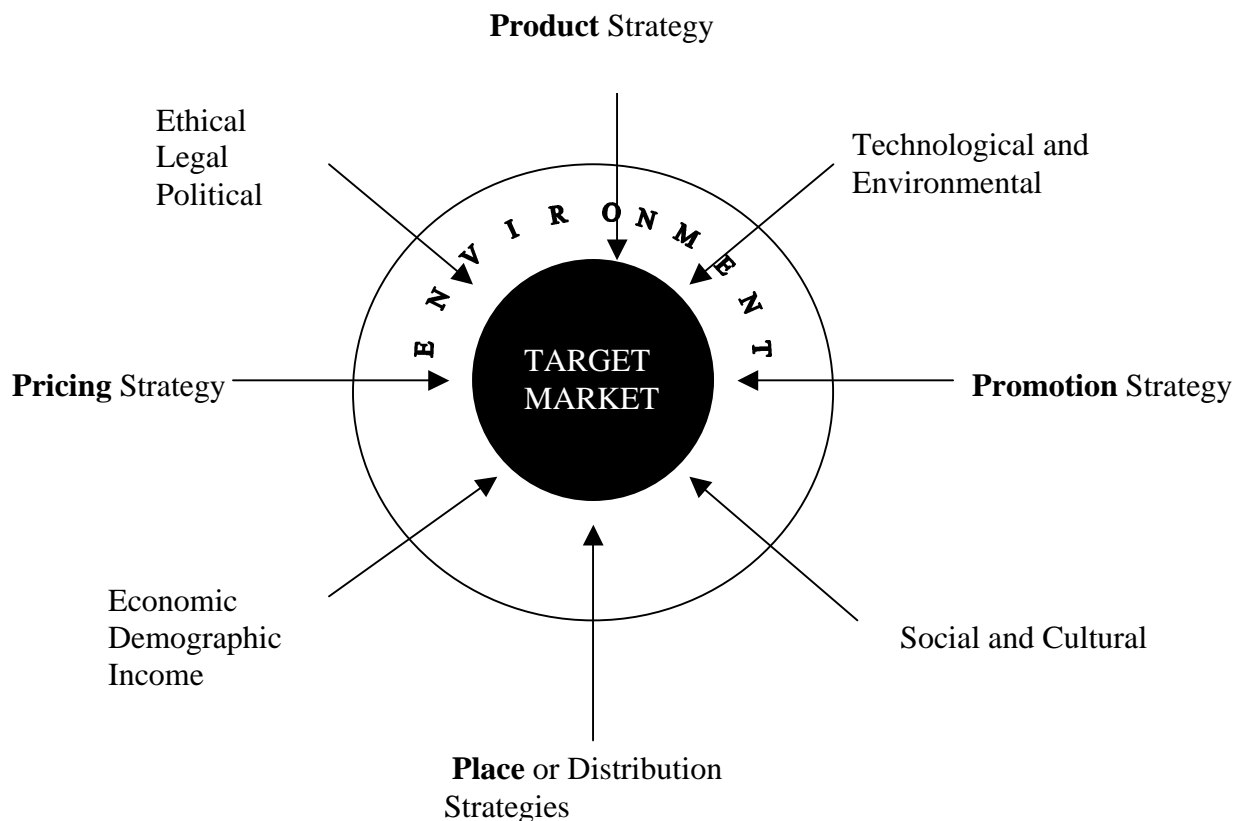 Product Strategy
Ethical
Legal
Political
Technological and
Environmental
ENVIRONMENT
TARGET
MARKET
Pricing Strategy
Promotion Strategy
Economic
Demographic
Income
Social and Cultural
Place or Distribution
Strategies